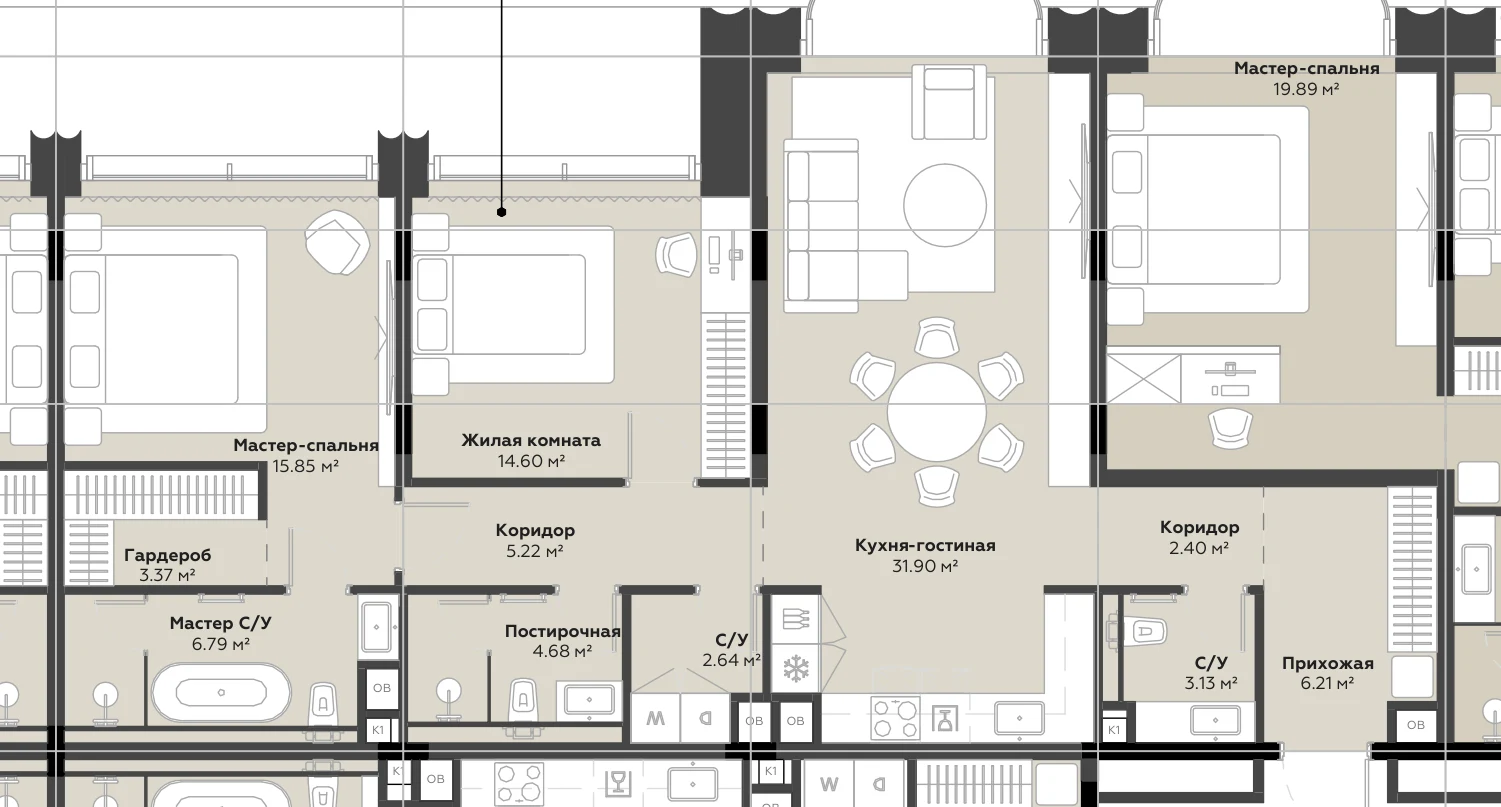 Мастер-спальня
19.89 м²
Мастер-спальня
15.85 м²
Жилая комната
14.60 м²
Коридор
5.22 м²
Кухня-гостиная
31.90 м²
Коридор
2.40 м²
Гардероб
3.37 м²
Мастер С/У
6.79 м²
Постирочная
4.68 м²
С/У
2.64 м²
С/У
3.13 м²
Прихожая
6.21 м²
ОВ
К1
W
D
ОВ
ОВ
К1
ОВ
К1
ОВ
К1
W
D
ОВ